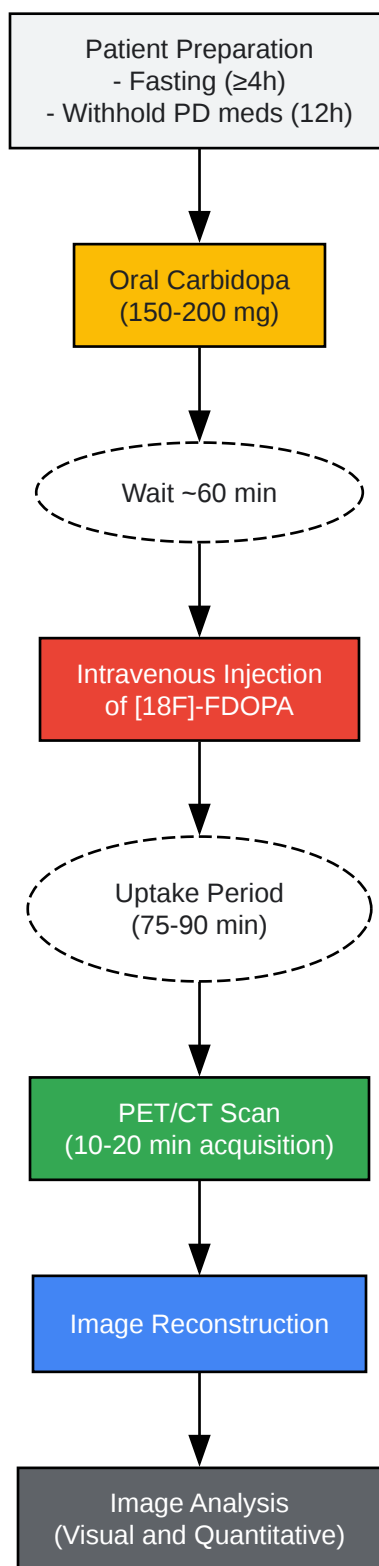 Patient Preparation
- Fasting (≥4h)
- Withhold PD meds (12h)
Oral Carbidopa
(150-200 mg)
Wait ~60 min
Intravenous Injection
of [18F]-FDOPA
Uptake Period
(75-90 min)
PET/CT Scan
(10-20 min acquisition)
Image Reconstruction
Image Analysis
(Visual and Quantitative)